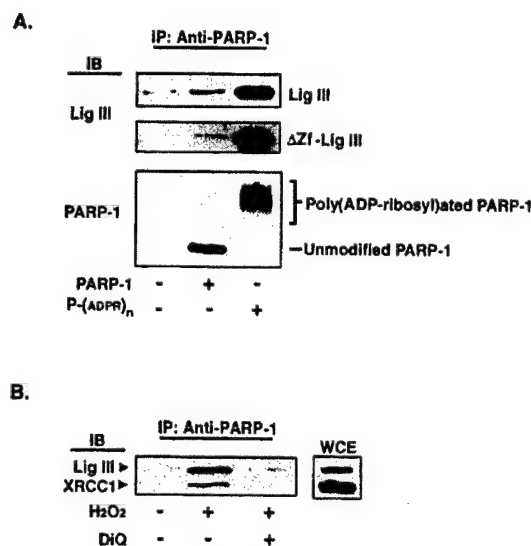 A.
IP: Anti-PARP-1
IB
Lig III
Lig III
ΔZf-Lig III
PARP-1
Poly(ADP-ribosyl)ated PARP-1
Unmodified PARP-1
PARP-1 - + -
P-(ADPR)n - - +
B.
IP: Anti-PARP-1
IB
WCE
Lig III
XRCC1
H2O2 - + +
DiQ - - +